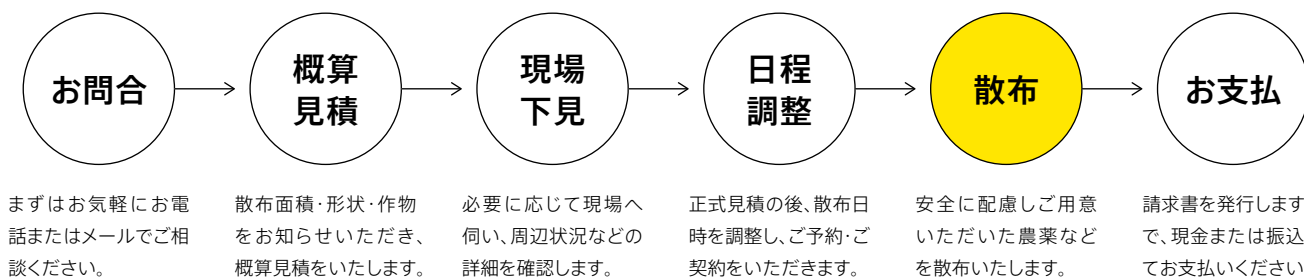 お問合
概算
見積
現場
下見
日程
調整
散布
お支払
まずはお気軽にお電
話またはメールでご相
談ください。
散布面積・形状・作物
をお知らせいただき、
概算見積をいたします。
必要に応じて現場へ
伺い、周辺状況などの
詳細を確認します。
正式見積の後、散布日
時を調整し、ご予約・ご
契約をいただきます。
安全に配慮しご用意
いただいた農薬など
を散布いたします。
請求書を発行します
で、現金または振込
てお支払いください